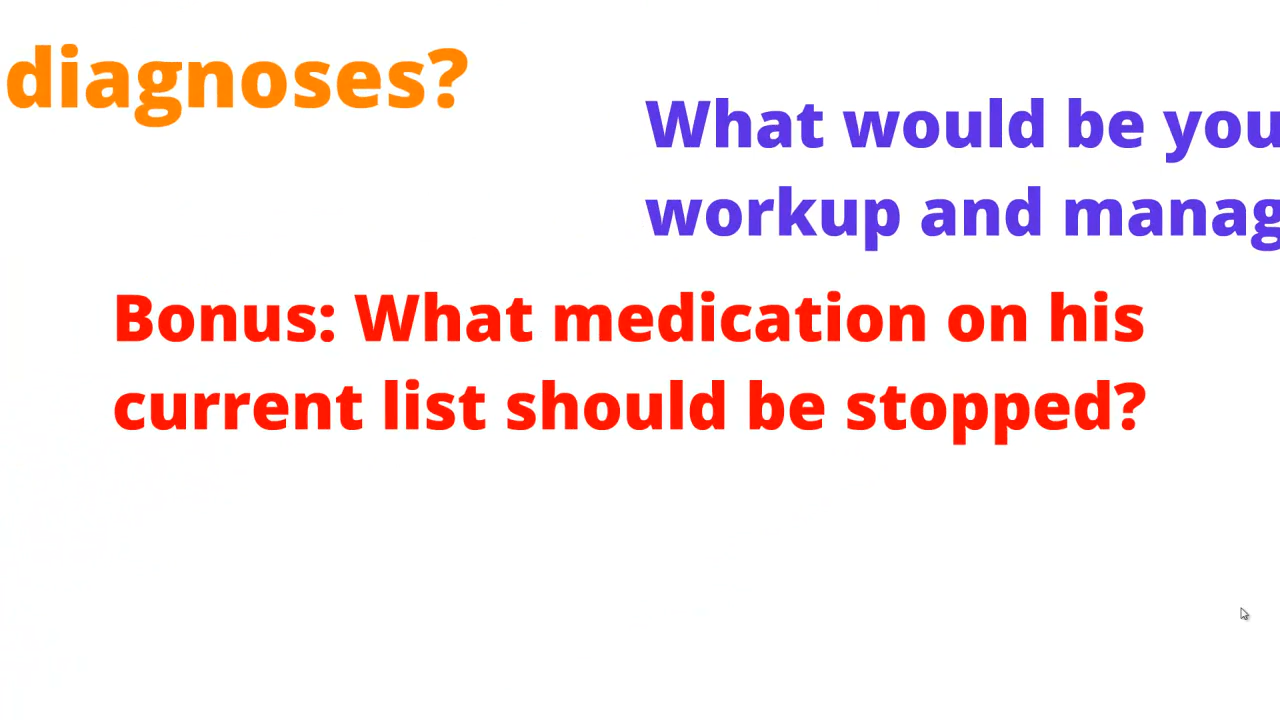 diagnoses?
What would be you
workup and manag
Bonus: What medication on his
current list should be stopped?